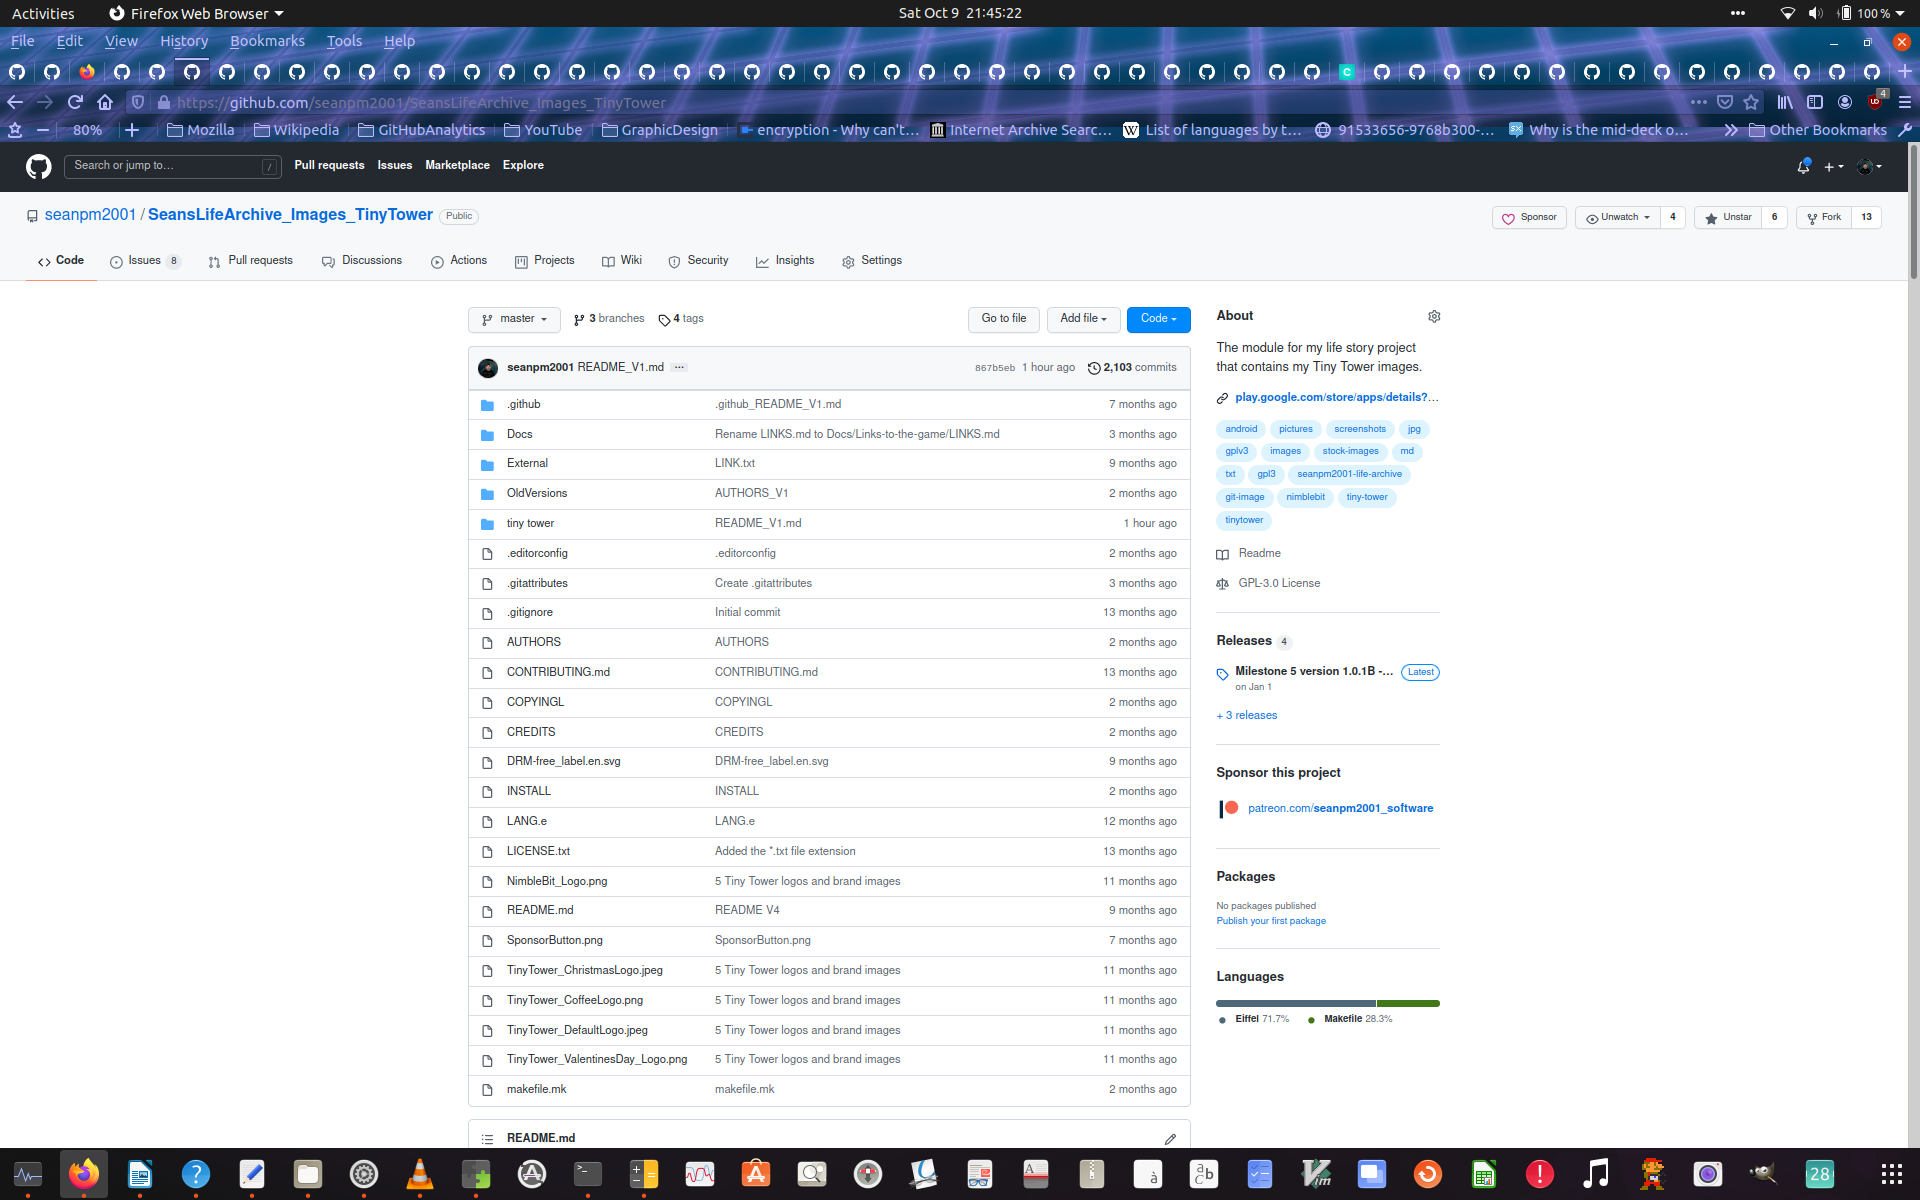 Activities Firefox Web Browser Sat Oct 9 21:45:22 100 %
File Edit View History Bookmarks Tools Help
https://github.com/seanpm2001/SeansLifeArchive_Images_TinyTower 4
80% Mozilla Wikipedia GitHubAnalytics YouTube GraphicDesign encryption - Why can't... Internet Archive Searc... List of languages by t... 91533656-9768b300-... Why is the mid-deck o... Other Bookmarks
Search or jump to... / Pull requests Issues Marketplace Explore
seanpm2001 / SeansLifeArchive_Images_TinyTower Public Sponsor Unwatch 4 Unstar 6 Fork 13
Code Issues 8 Pull requests Discussions Actions Projects Wiki Security Insights Settings
master 3 branches 4 tags Go to file Add file Code
seanpm2001 README_V1.md ... 867b5eb 1 hour ago 2,103 commits
.github .github_README_V1.md 7 months ago
Docs Rename LINKS.md to Docs/Links-to-the-game/LINKS.md 3 months ago
External LINK.txt 9 months ago
OldVersions AUTHORS_V1 2 months ago
tiny tower README_V1.md 1 hour ago
.editorconfig .editorconfig 2 months ago
.gitattributes Create .gitattributes 3 months ago
.gitignore Initial commit 13 months ago
AUTHORS AUTHORS 2 months ago
CONTRIBUTING.md CONTRIBUTING.md 13 months ago
COPYINGL COPYINGL 2 months ago
CREDITS CREDITS 2 months ago
DRM-free_label.en.svg DRM-free_label.en.svg 9 months ago
INSTALL INSTALL 2 months ago
LANG.e LANG.e 12 months ago
LICENSE.txt Added the *.txt file extension 13 months ago
NimbleBit_Logo.png 5 Tiny Tower logos and brand images 11 months ago
README.md README V4 9 months ago
SponsorButton.png SponsorButton.png 7 months ago
TinyTower_ChristmasLogo.jpeg 5 Tiny Tower logos and brand images 11 months ago
TinyTower_CoffeeLogo.png 5 Tiny Tower logos and brand images 11 months ago
TinyTower_DefaultLogo.jpeg 5 Tiny Tower logos and brand images 11 months ago
TinyTower_ValentinesDay_Logo.png 5 Tiny Tower logos and brand images 11 months ago
makefile.mk makefile.mk 2 months ago
README.md
About
The module for my life story project
that contains my Tiny Tower images.
play.google.com/store/apps/details?...
android pictures screenshots jpg
gplv3 images stock-images md
txt gpl3 seanpm2001-life-archive
git-image nimblebit tiny-tower
tinytower
Readme
GPL-3.0 License
Releases 4
Milestone 5 version 1.0.1B -... Latest
on Jan 1
+ 3 releases
Sponsor this project
patreon.com/seanpm2001_software
Packages
No packages published
Publish your first package
Languages
Eiffel 71.7% Makefile 28.3%
28